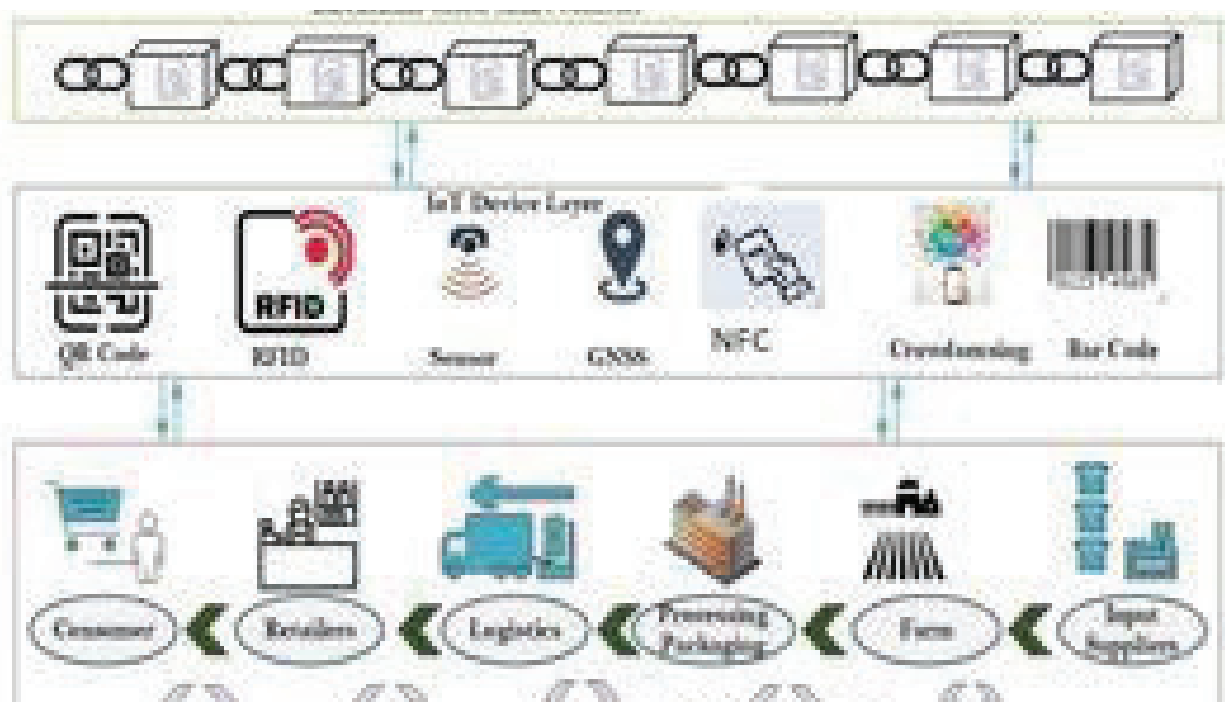 IoT Device Layer
RFID
QR Code
RFID
Sensor
GNSS
NFC
Crowdsensing
Bar Code
Consumer
Retailers
Logistics
Processing
Packaging
Farm
Input
Suppliers